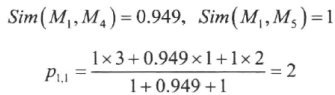 Sim(M₁,M₄)=0.949, Sim(M₁,M₅)=1
p₁,₁ = (1×3+0.949×1+1×2)/(1+0.949+1) = 2